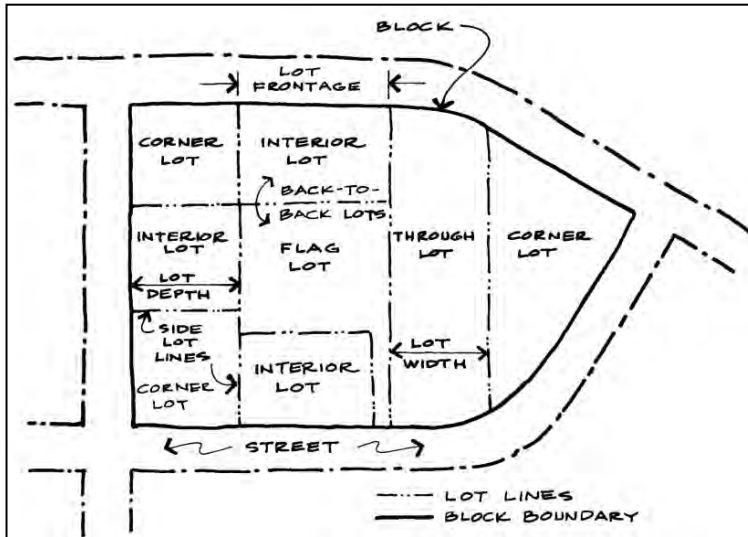 BLOCK
LOT
FRONTAGE
CORNER
LOT
INTERIOR
LOT
BACK-TO-
BACK LOTS
INTERIOR
LOT
FLAG
LOT
THROUGH
LOT
CORNER
LOT
LOT
DEPTH
SIDE
LOT
LINES
LOT
WIDTH
CORNER
LOT
INTERIOR
LOT
STREET
LOT LINES
BLOCK BOUNDARY